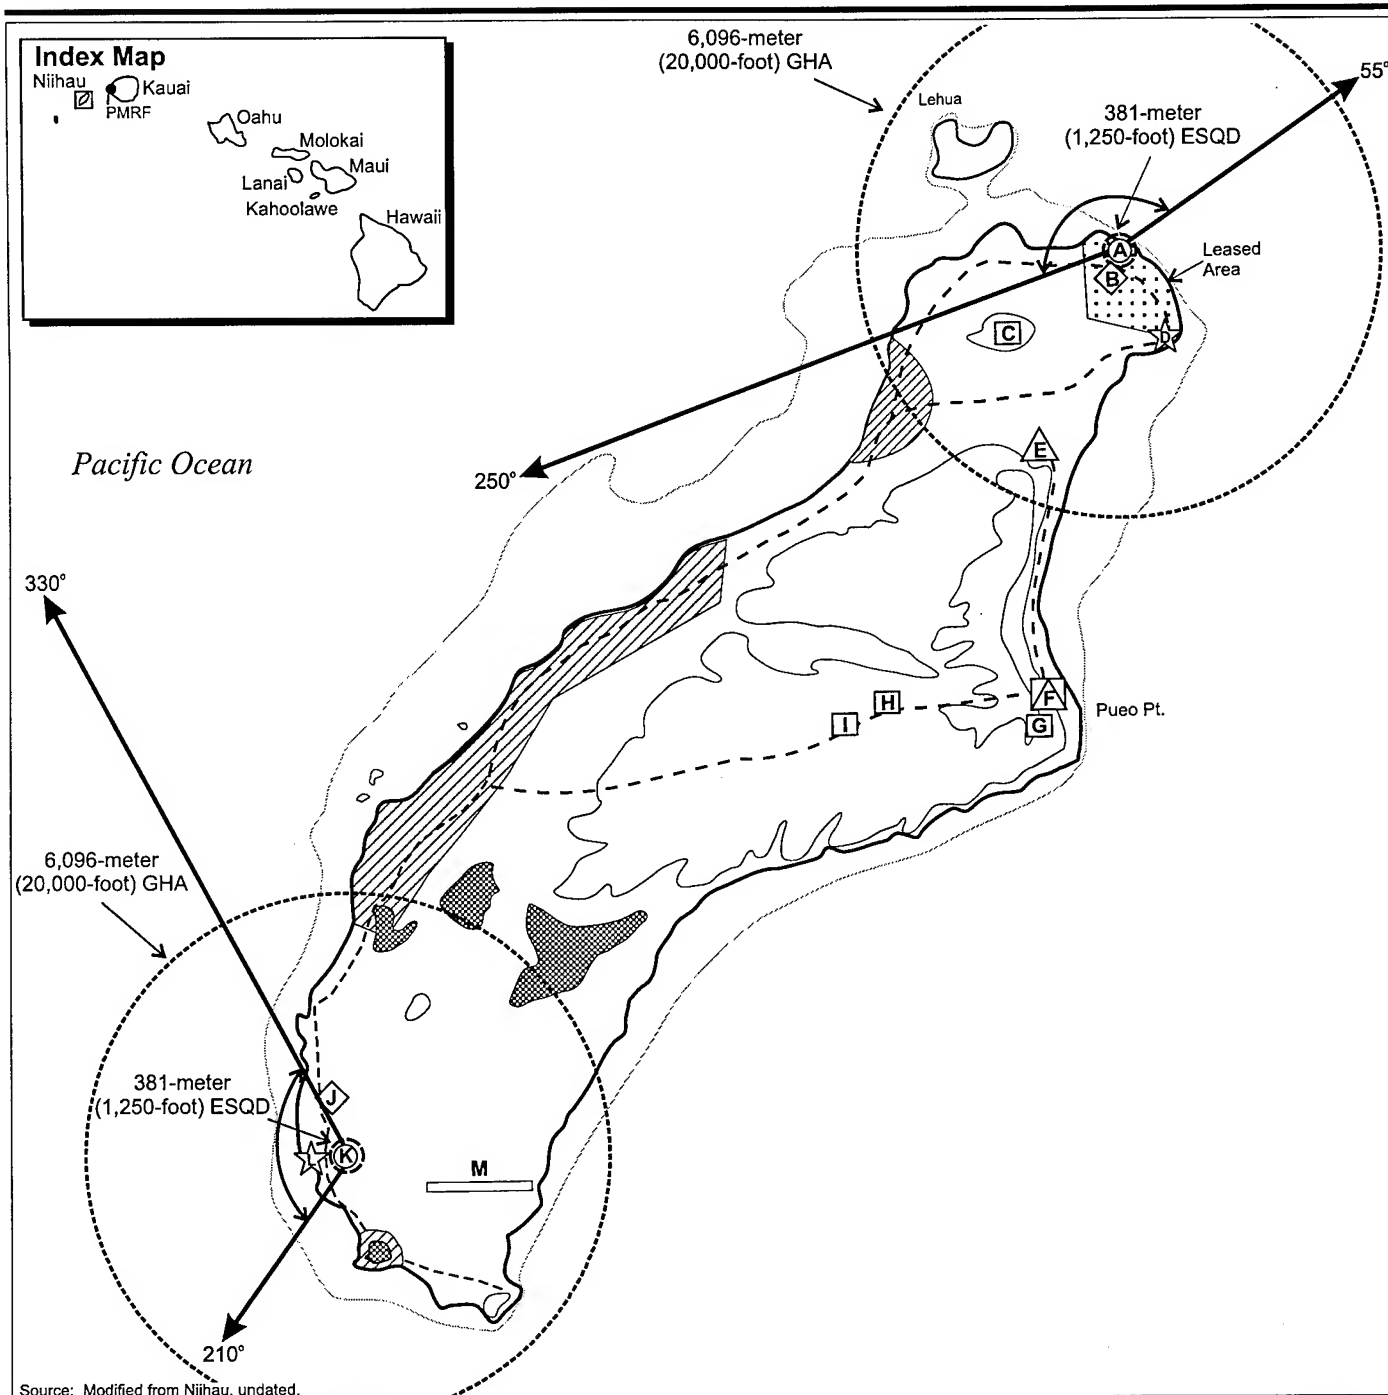 Index Map
Niihau
Kauai
PMRF
Oahu
Molokai
Maui
Lanai
Kahoolawe
Hawaii
6,096-meter
(20,000-foot) GHA
55°
Lehua
381-meter
(1,250-foot) ESQD
A
Leased
Area
B
C
D
E
Pacific Ocean
250°
330°
F
Pueo Pt.
G
H
I
6,096-meter
(20,000-foot) GHA
381-meter
(1,250-foot) ESQD
J
K
L
M
210°
Source: Modified from Niihau, undated.